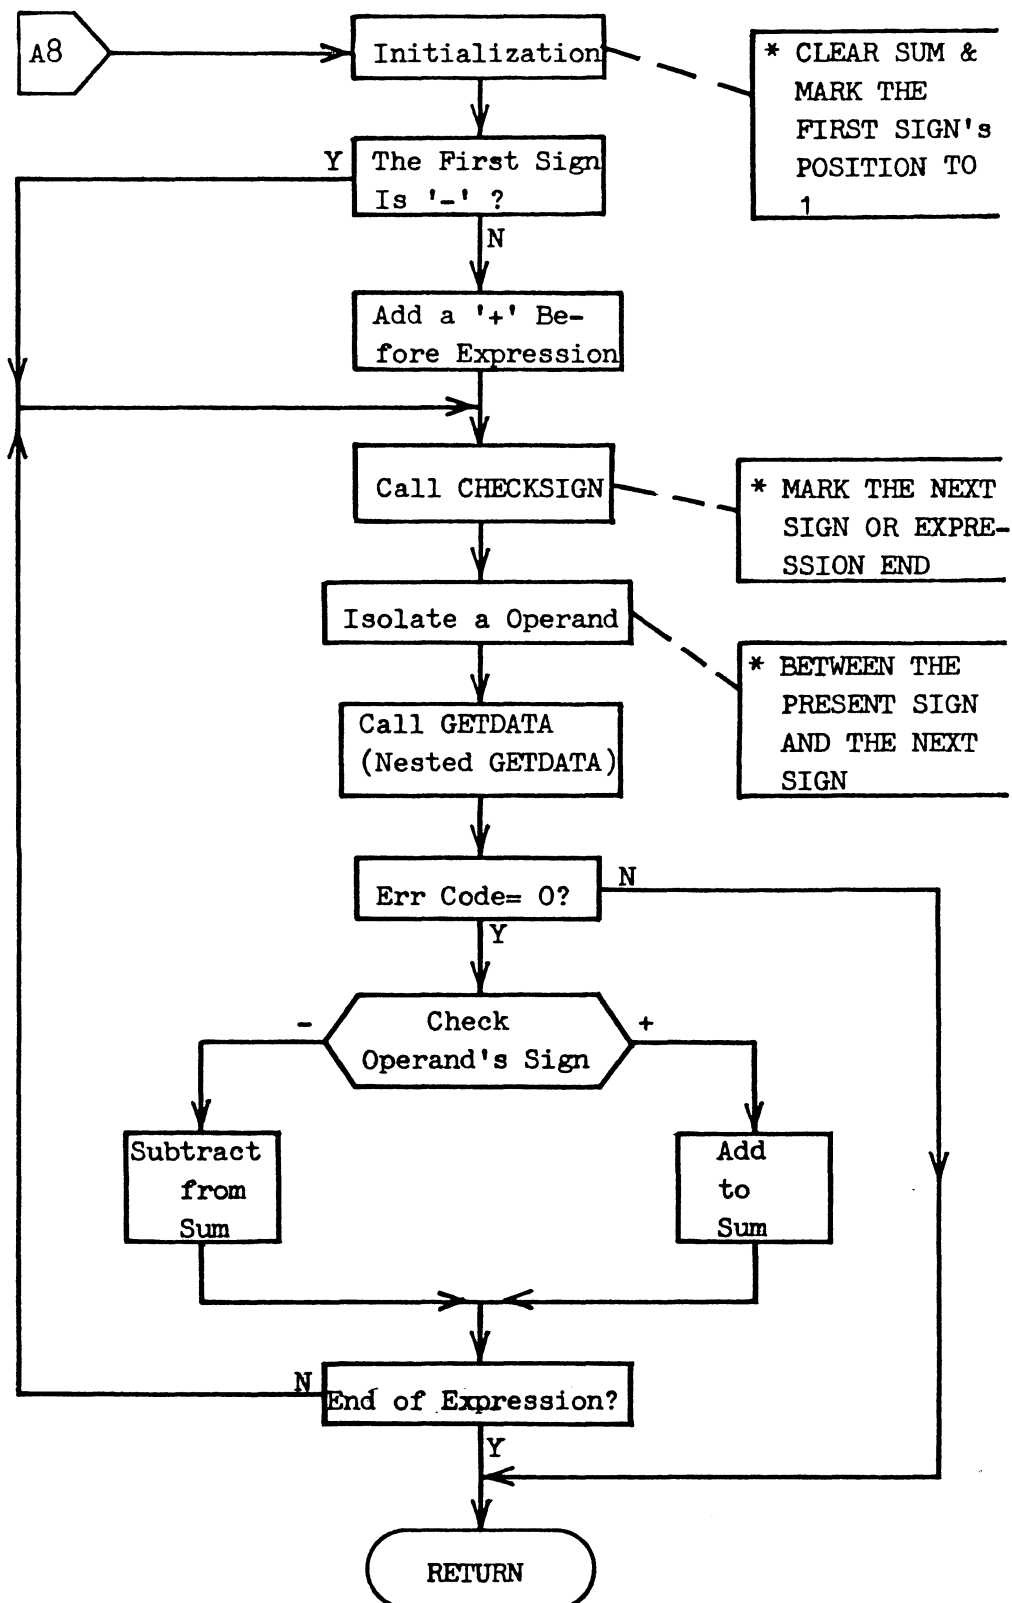 A8
Initialization
* CLEAR SUM &
MARK THE
FIRST SIGN's
POSITION TO
1
Y
The First Sign
Is '-' ?
N
Add a '+' Be-
fore Expression
Call CHECKSIGN
* MARK THE NEXT
SIGN OR EXPRE-
SSION END
Isolate a Operand
* BETWEEN THE
PRESENT SIGN
AND THE NEXT
SIGN
Call GETDATA
(Nested GETDATA)
Err Code= 0?
N
Y
-
Check
Operand's Sign
+
Subtract
from
Sum
Add
to
Sum
N
End of Expression?
Y
RETURN